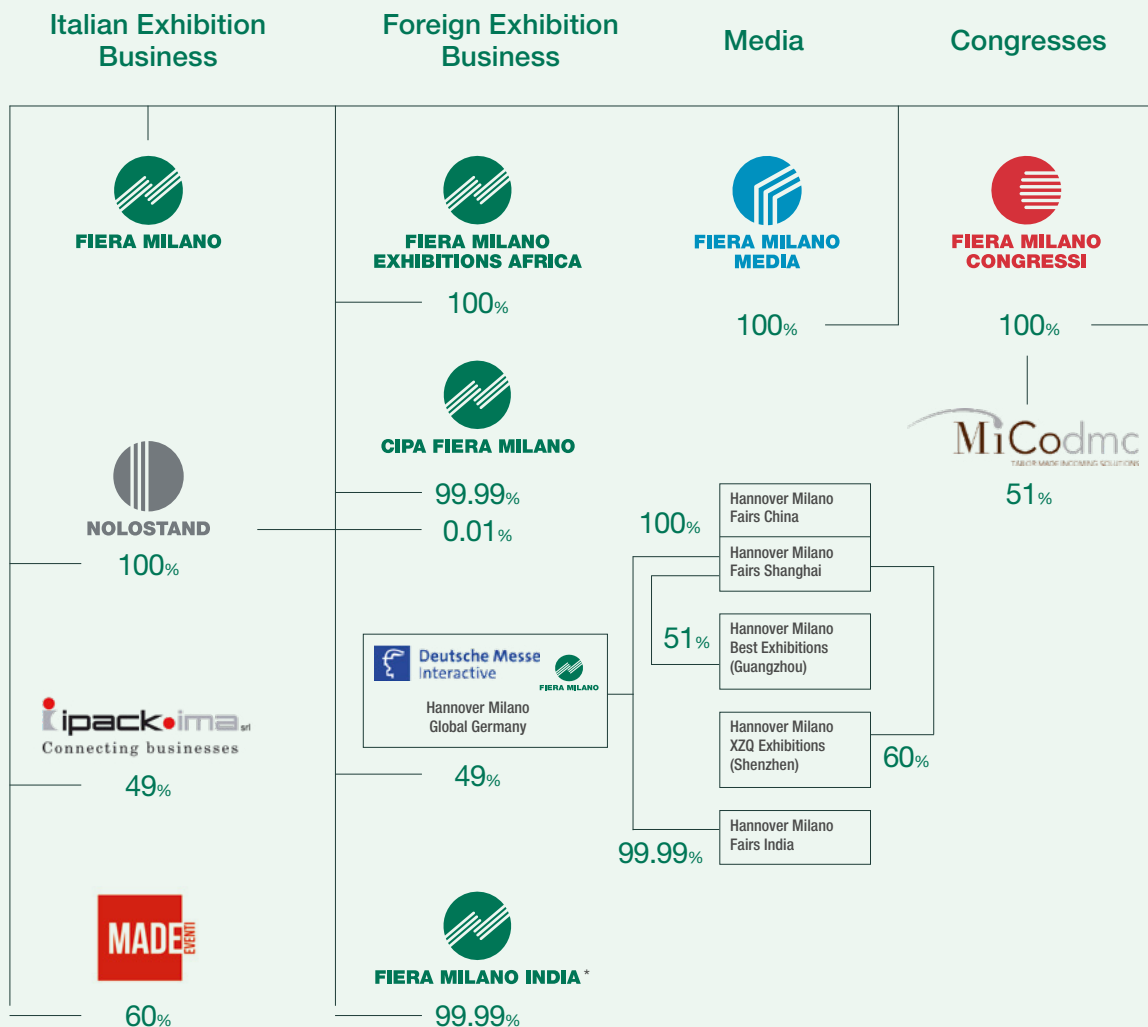 Italian Exhibition
Business
Foreign Exhibition
Business
Media
Congresses
FIERA MILANO
FIERA MILANO
EXHIBITIONS AFRICA
100%
FIERA MILANO
MEDIA
100%
FIERA MILANO
CONGRESSI
100%
CIPA FIERA MILANO
99.99%
0.01%
MiCodmc
TAILOR MADE INCOMING SOLUTIONS
51%
NOLOSTAND
100%
Hannover Milano
Fairs China
100%
Hannover Milano
Fairs Shanghai
51%
Hannover Milano
Best Exhibitions
(Guangzhou)
Deutsche Messe
Interactive
FIERA MILANO
Hannover Milano
Global Germany
49%
Hannover Milano
XZQ Exhibitions
(Shenzhen)
60%
Hannover Milano
Fairs India
99.99%
ipack•ima srl
Connecting businesses
49%
MADE
EVENTI
60%
FIERA MILANO INDIA *
99.99%